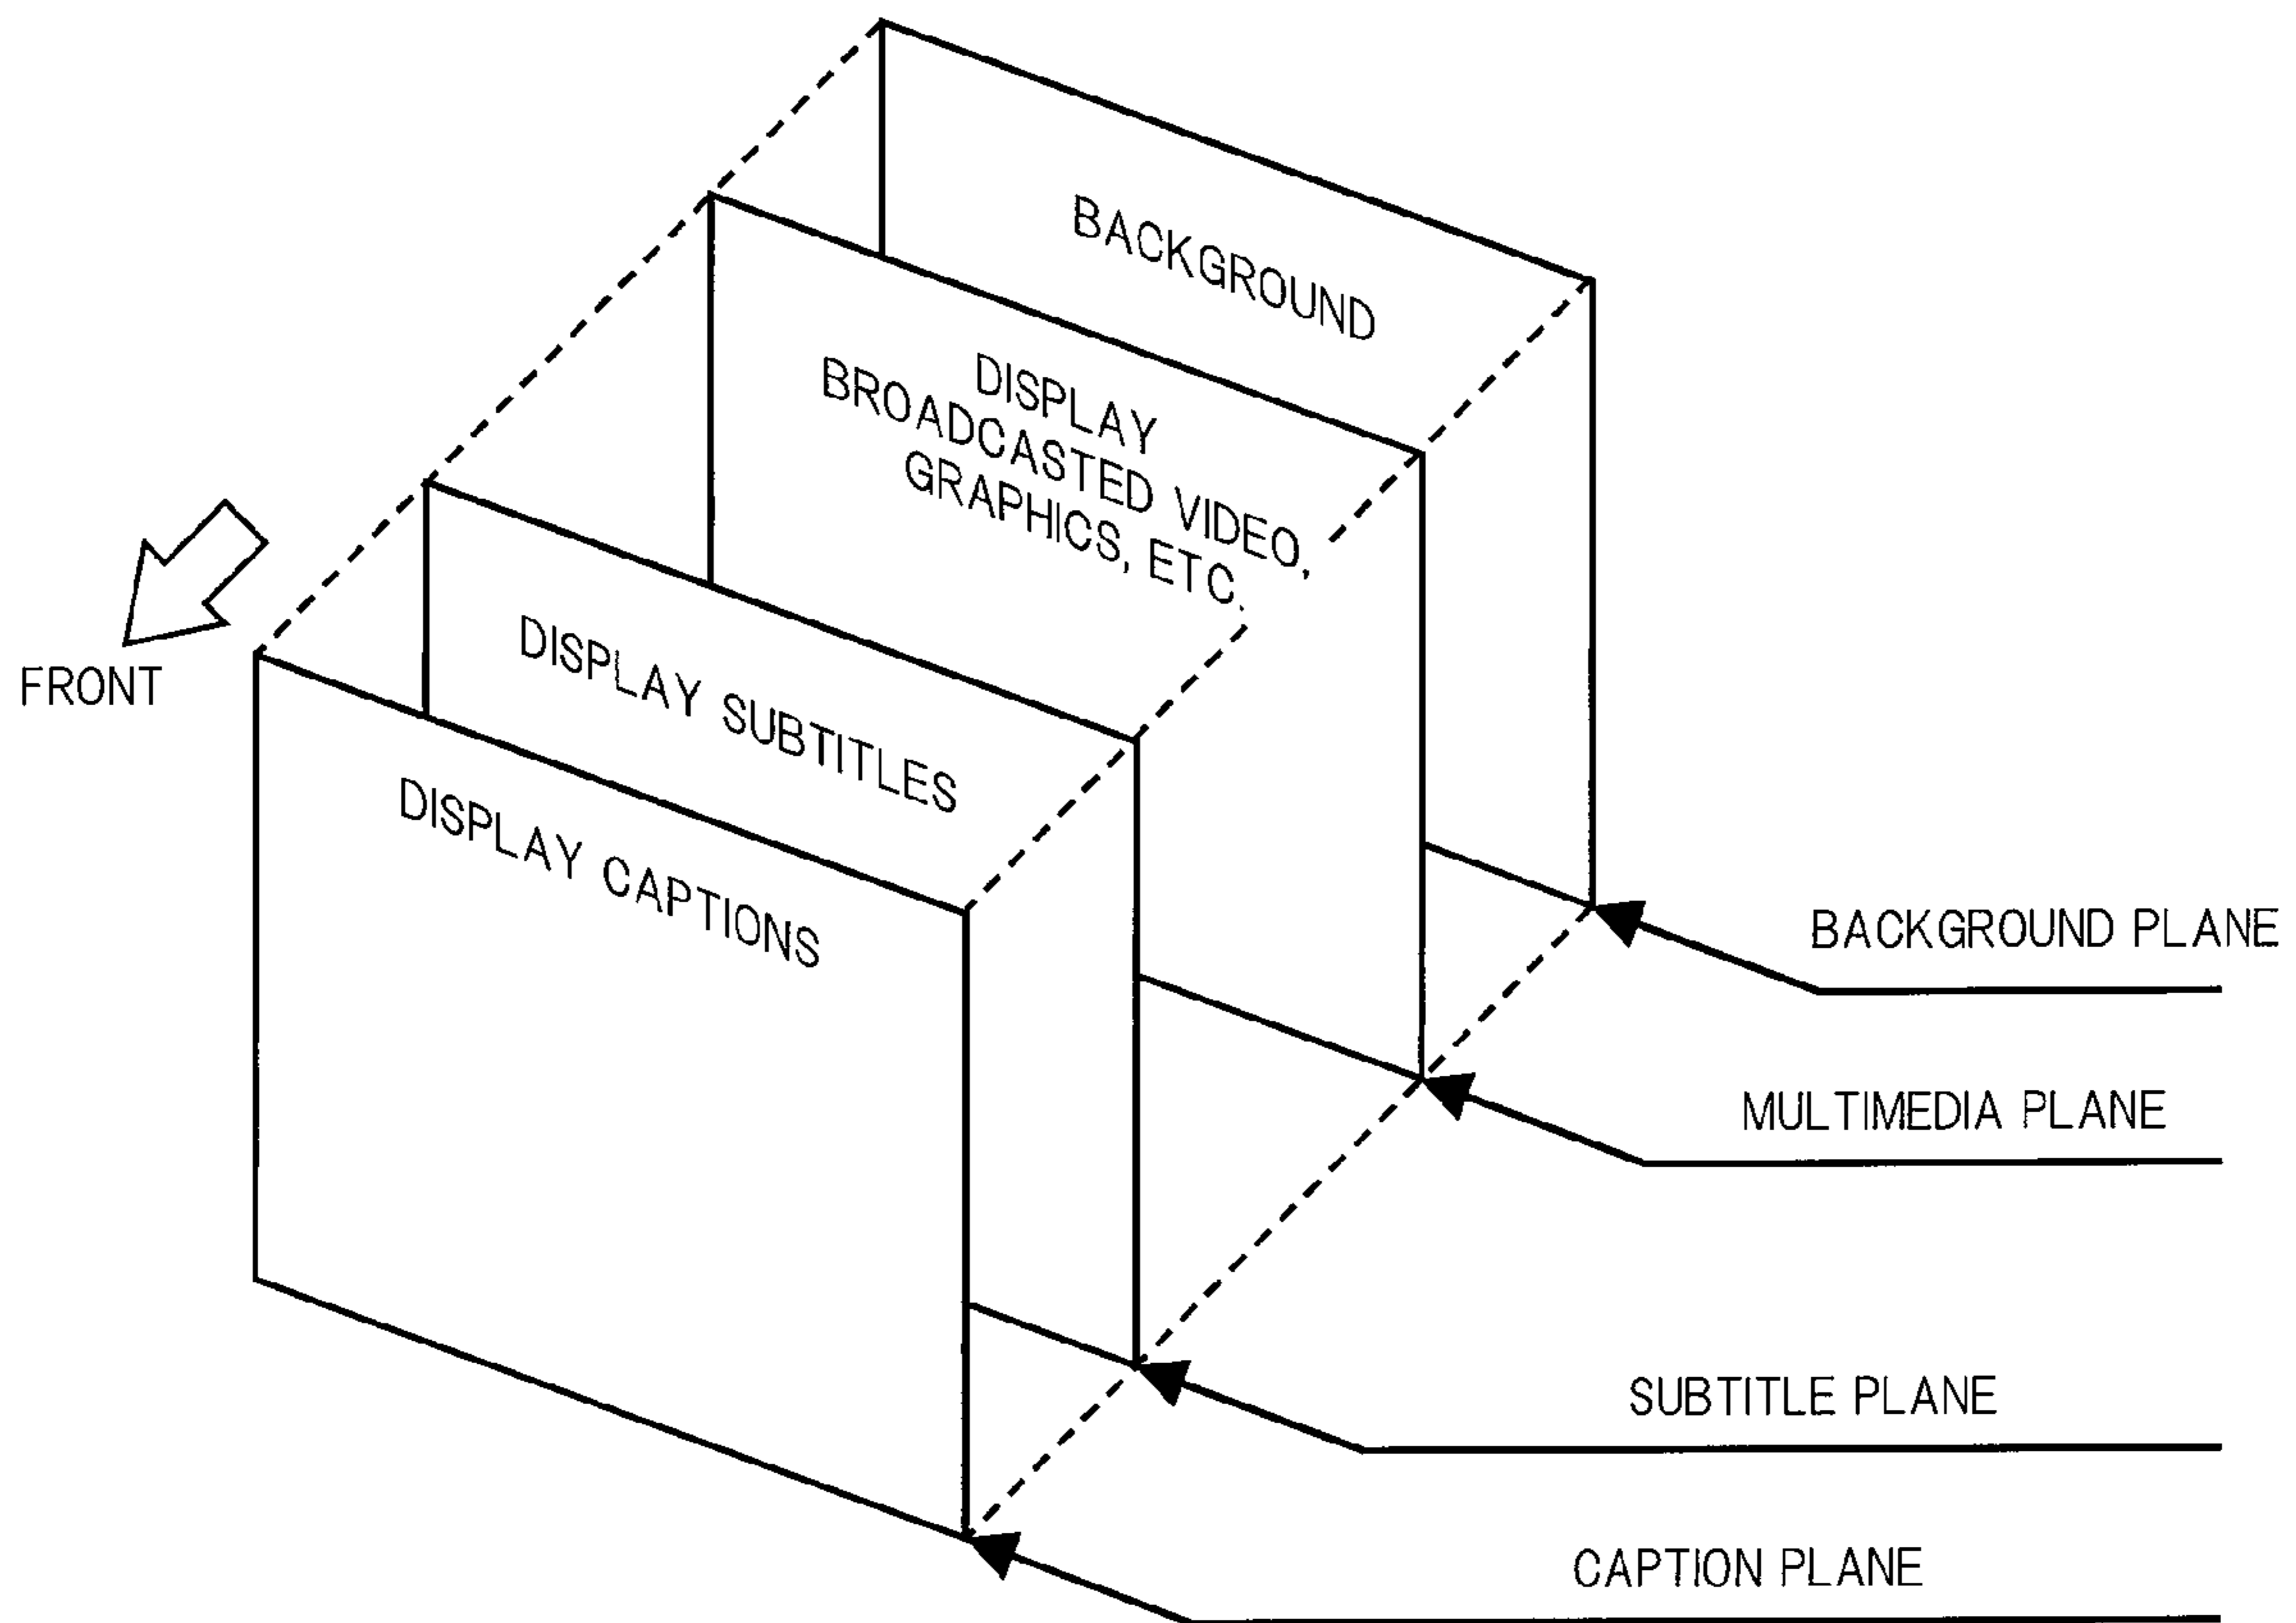 BACKGROUND
DISPLAY
BROADCASTED VIDEO,
GRAPHICS, ETC.
DISPLAY SUBTITLES
DISPLAY CAPTIONS
FRONT
BACKGROUND PLANE
MULTIMEDIA PLANE
SUBTITLE PLANE
CAPTION PLANE